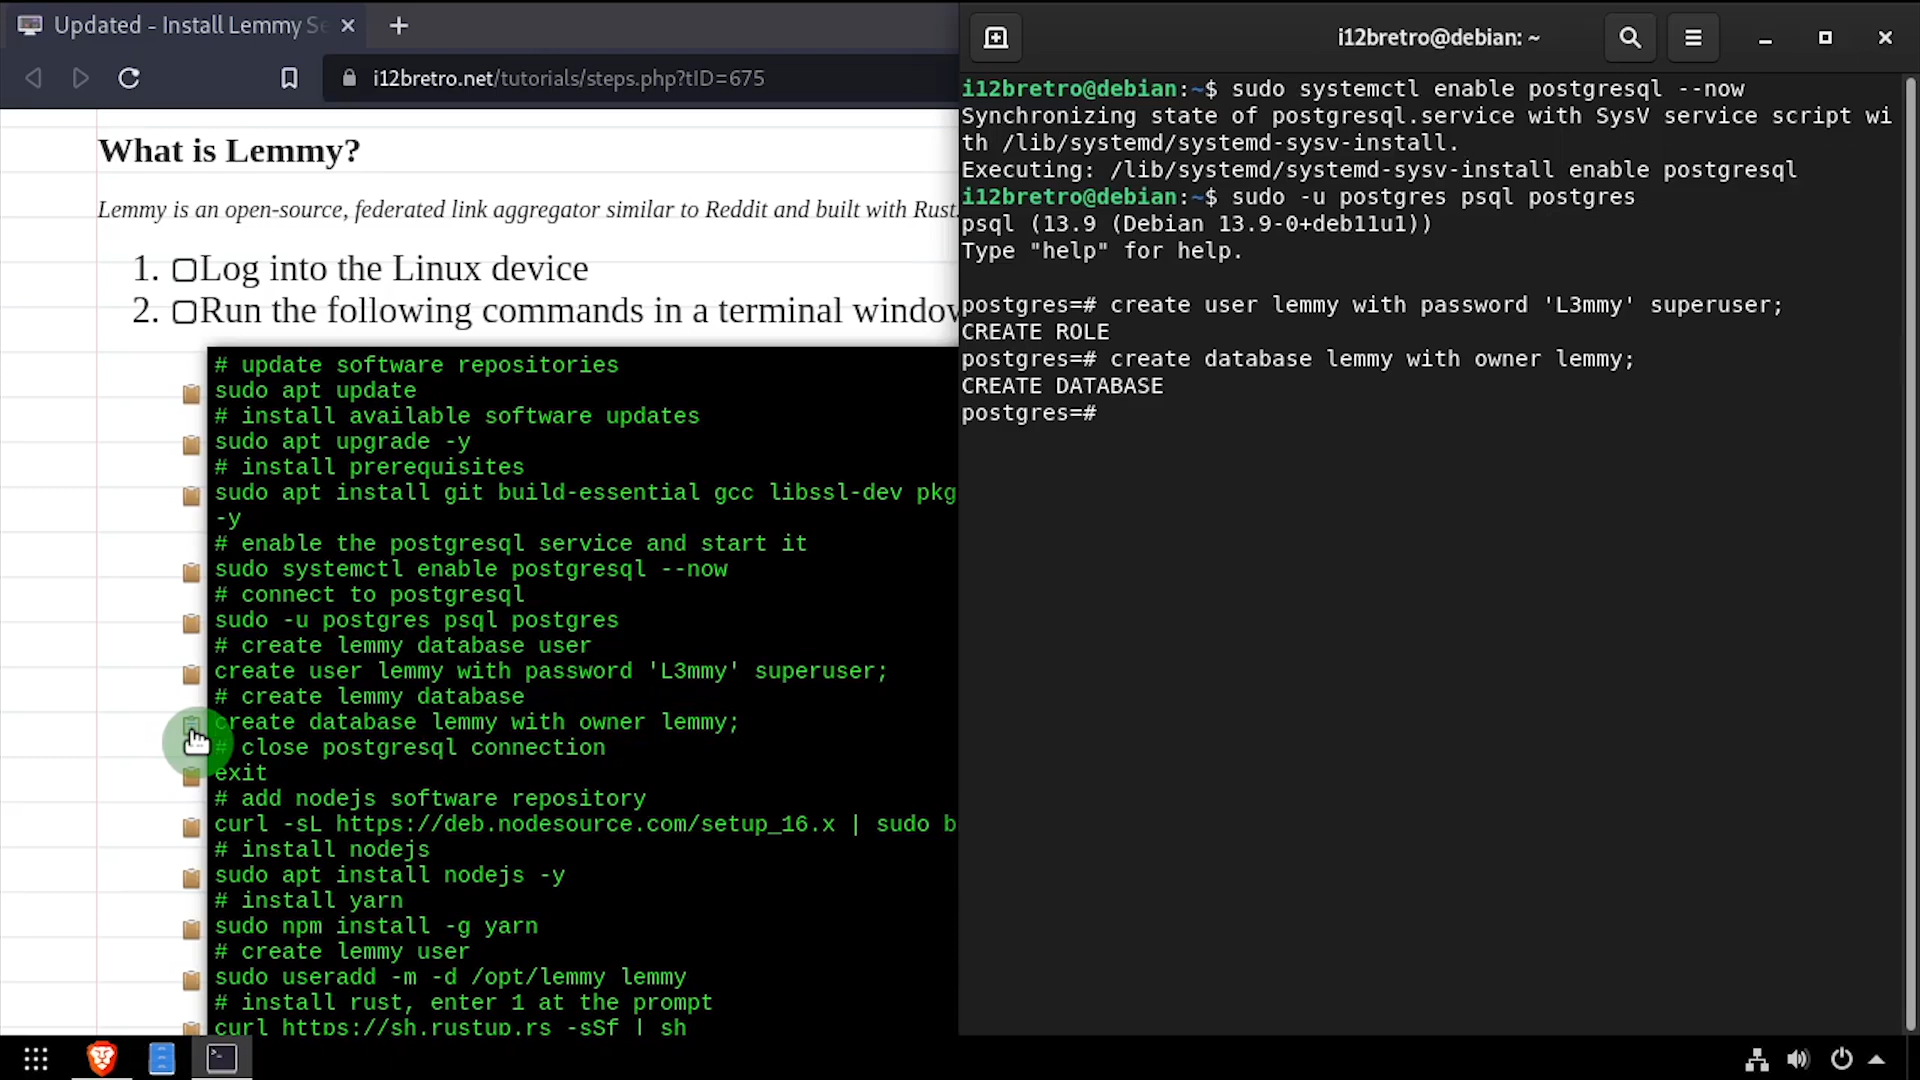 Updated - Install Lemmy Se
i12bretro.net/tutorials/steps.php?tID=675
What is Lemmy?
Lemmy is an open-source, federated link aggregator similar to Reddit and built with Rust.
1. Log into the Linux device
2. Run the following commands in a terminal window
# update software repositories
sudo apt update
# install available software updates
sudo apt upgrade -y
# install prerequisites
sudo apt install git build-essential gcc libssl-dev pkg
-y
# enable the postgresql service and start it
sudo systemctl enable postgresql --now
# connect to postgresql
sudo -u postgres psql postgres
# create lemmy database user
create user lemmy with password 'L3mmy' superuser;
# create lemmy database
create database lemmy with owner lemmy;
# close postgresql connection
exit
# add nodejs software repository
curl -sL https://deb.nodesource.com/setup_16.x | sudo b
# install nodejs
sudo apt install nodejs -y
# install yarn
sudo npm install -g yarn
# create lemmy user
sudo useradd -m -d /opt/lemmy lemmy
# install rust, enter 1 at the prompt
curl https://sh.rustup.rs -sSf | sh
i12bretro@debian: ~
i12bretro@debian:~$ sudo systemctl enable postgresql --now
Synchronizing state of postgresql.service with SysV service script wi
th /lib/systemd/systemd-sysv-install.
Executing: /lib/systemd/systemd-sysv-install enable postgresql
i12bretro@debian:~$ sudo -u postgres psql postgres
psql (13.9 (Debian 13.9-0+deb11u1))
Type "help" for help.
postgres=# create user lemmy with password 'L3mmy' superuser;
CREATE ROLE
postgres=# create database lemmy with owner lemmy;
CREATE DATABASE
postgres=#